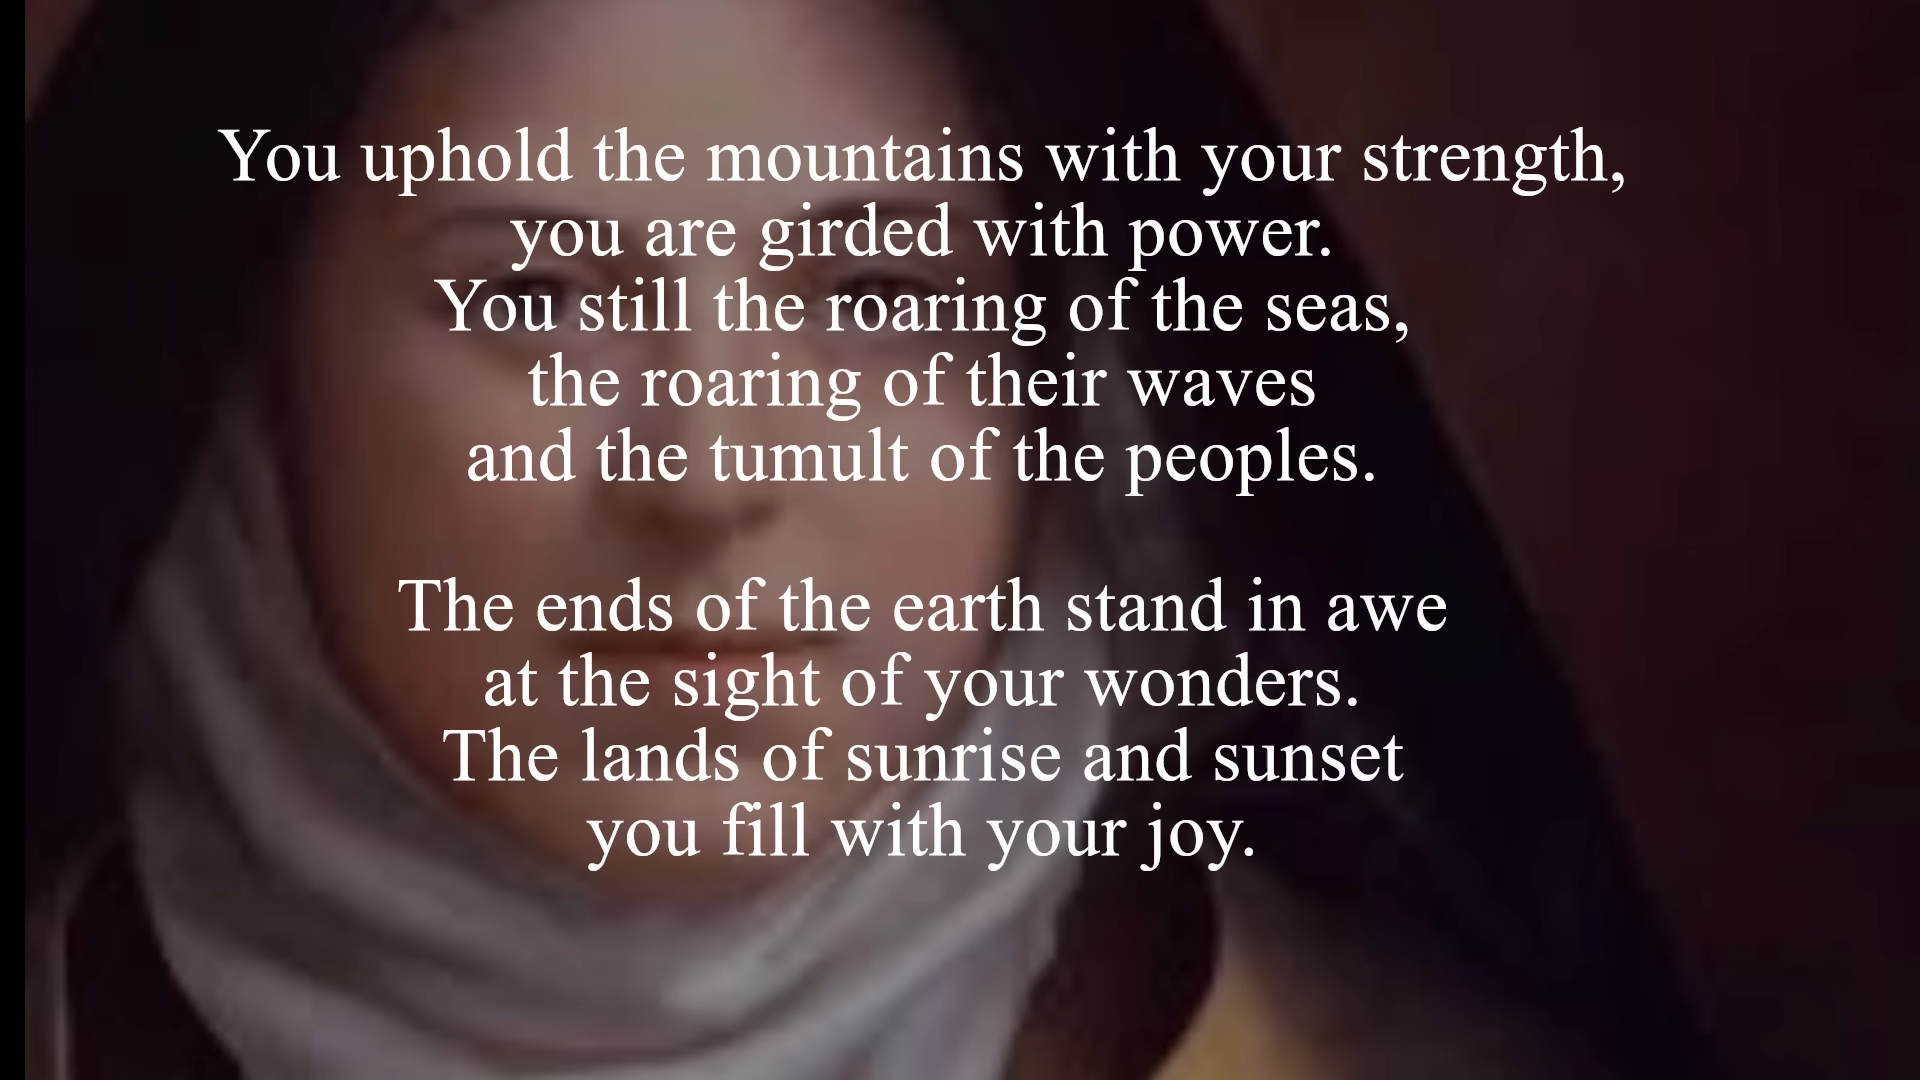 You uphold the mountains with your strength,
you are girded with power.
You still the roaring of the seas,
the roaring of their waves
and the tumult of the peoples.
The ends of the earth stand in awe
at the sight of your wonders.
The lands of sunrise and sunset
you fill with your joy.